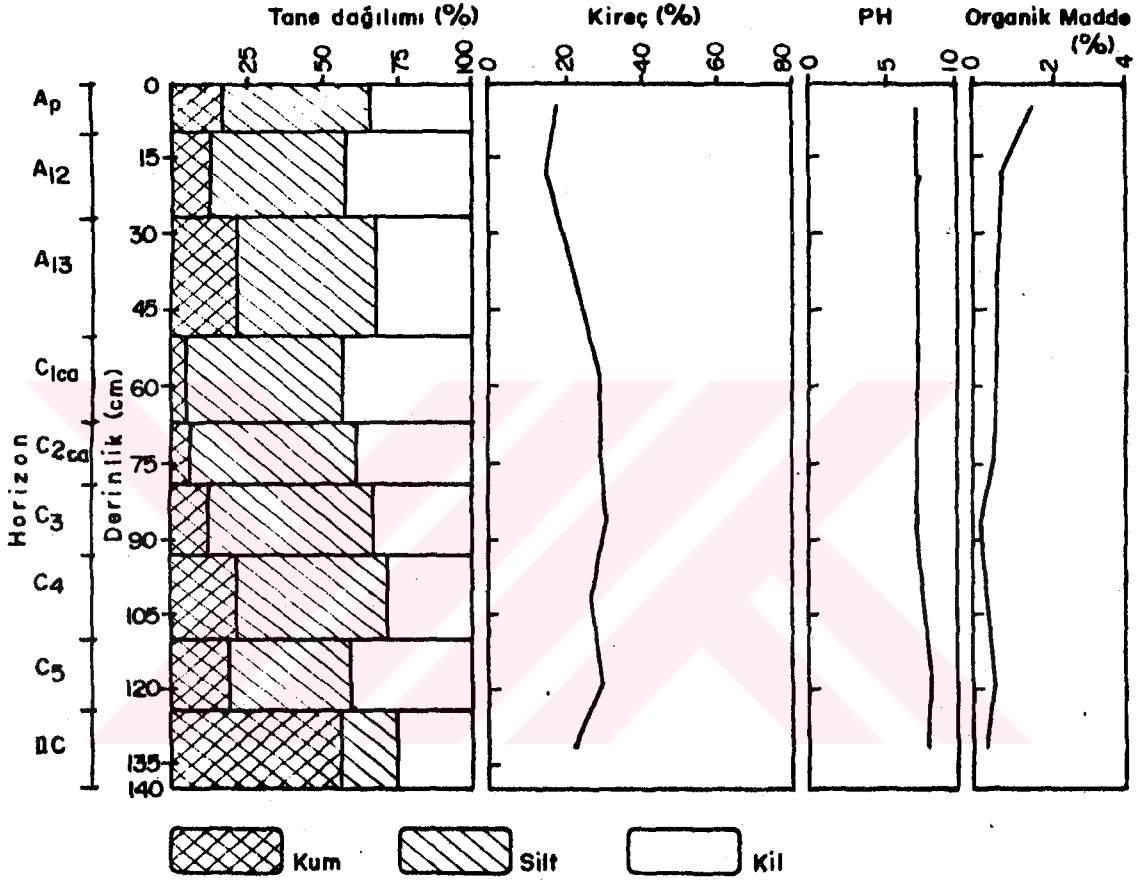 Tane dağılımı (%)
25 50 75 100
Kireç (%)
0 20 40 60 80
PH
0 5 10
Organik Madde
(%)
0 2 4
Horizon
Ap
A12
A13
C1ca
C2ca
C3
C4
C5
IIC
Derinlik (cm)
0
15
30
45
60
75
90
105
120
135
140
Kum
Silt
Kil